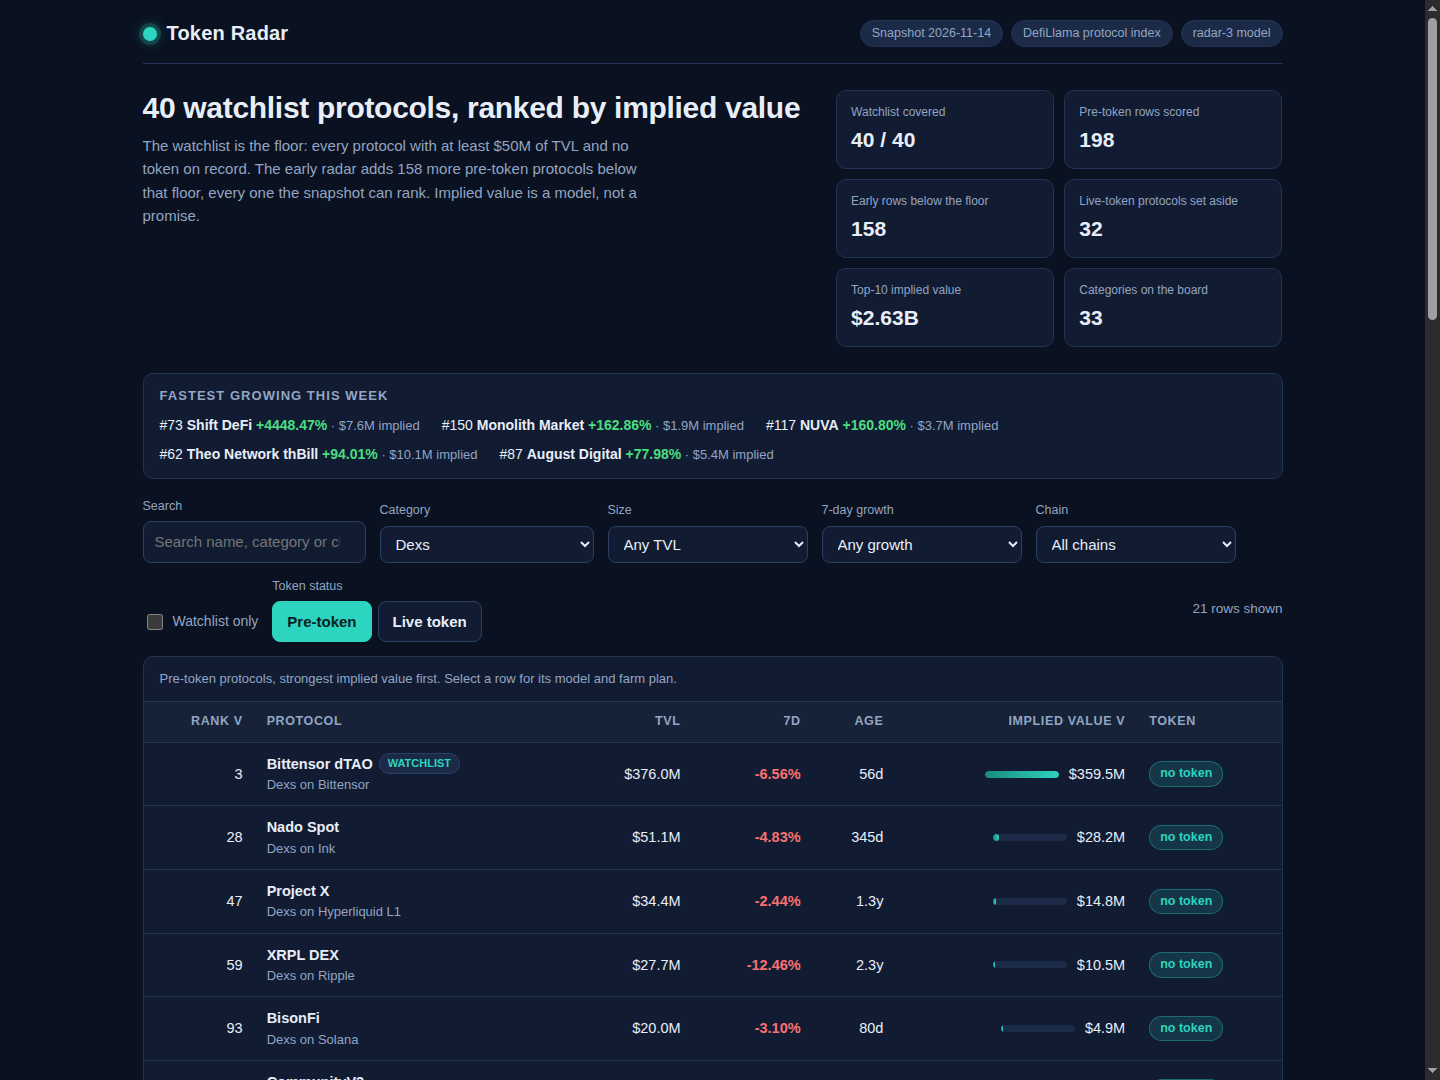 Token Radar
Snapshot 2026-11-14
DefiLlama protocol index
radar-3 model
40 watchlist protocols, ranked by implied value
The watchlist is the floor: every protocol with at least $50M of TVL and no
token on record. The early radar adds 158 more pre-token protocols below
that floor, every one the snapshot can rank. Implied value is a model, not a
promise.
Watchlist covered
40 / 40
Pre-token rows scored
198
Early rows below the floor
158
Live-token protocols set aside
32
Top-10 implied value
$2.63B
Categories on the board
33
FASTEST GROWING THIS WEEK
#73 Shift DeFi +4448.47% · $7.6M implied #150 Monolith Market +162.86% · $1.9M implied #117 NUVA +160.80% · $3.7M implied
#62 Theo Network thBill +94.01% · $10.1M implied #87 August Digital +77.98% · $5.4M implied
Search
Category
Size
7-day growth
Chain
Search name, category or c
Dexs
Any TVL
Any growth
All chains
Token status
Watchlist only
Pre-token
Live token
21 rows shown
Pre-token protocols, strongest implied value first. Select a row for its model and farm plan.
RANK V PROTOCOL TVL 7D AGE IMPLIED VALUE V TOKEN
3 Bittensor dTAO WATCHLIST $376.0M -6.56% 56d $359.5M no token
Dexs on Bittensor
28 Nado Spot $51.1M -4.83% 345d $28.2M no token
Dexs on Ink
47 Project X $34.4M -2.44% 1.3y $14.8M no token
Dexs on Hyperliquid L1
59 XRPL DEX $27.7M -12.46% 2.3y $10.5M no token
Dexs on Ripple
93 BisonFi $20.0M -3.10% 80d $4.9M no token
Dexs on Solana